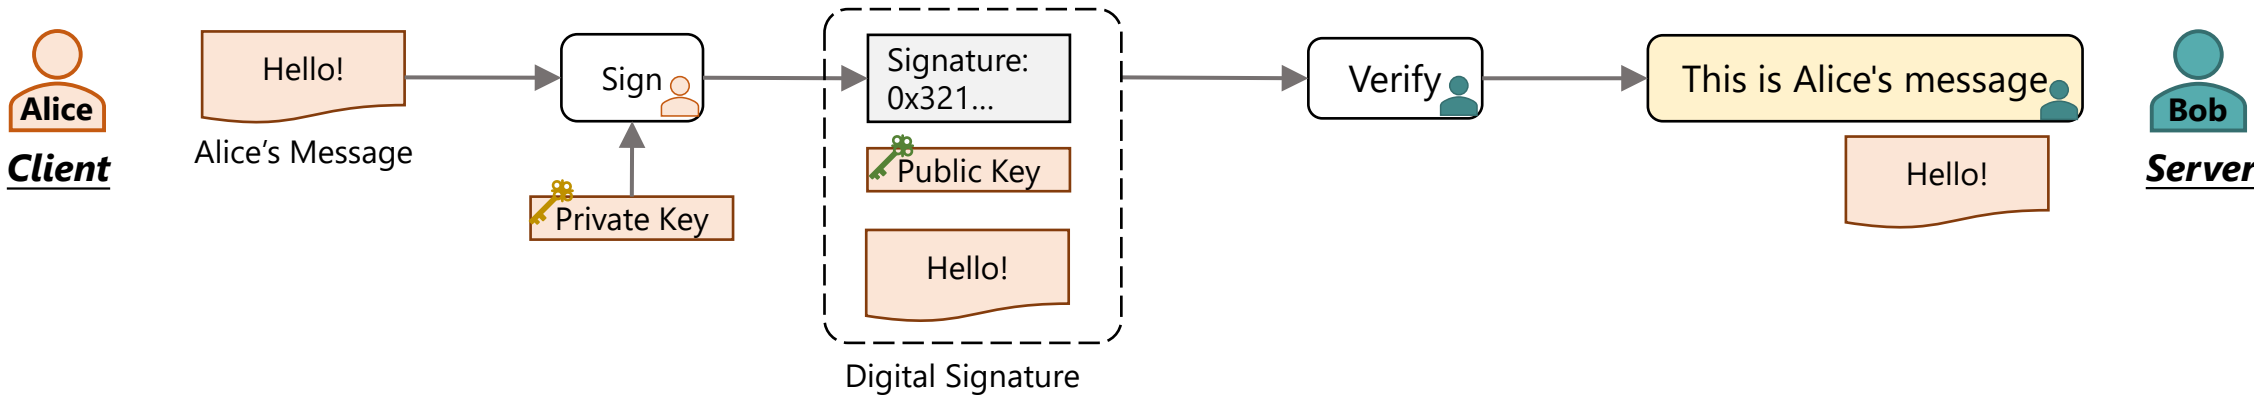 Alice
Client
Hello!
Alice’s Message
Sign
Private Key
Signature:
0x321...
Public Key
Hello!
Digital Signature
Verify
This is Alice's message
Hello!
Bob
Server